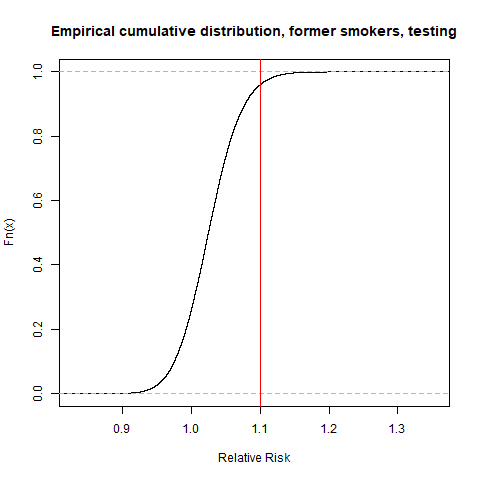 Empirical cumulative distribution, former smokers, testing
Fn(x)
1.0
0.8
0.6
0.4
0.2
0.0
0.9 1.0 1.1 1.2 1.3
Relative Risk